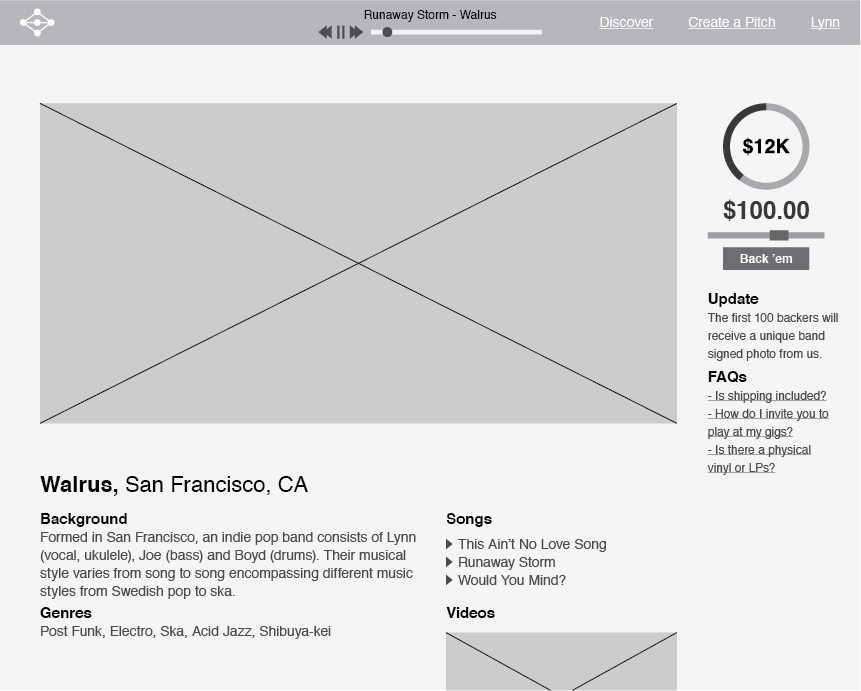 Runaway Storm - Walrus
Discover
Create a Pitch
Lynn
$12K
$100.00
Back ’em
Update
The first 100 backers will
receive a unique band
signed photo from us.
FAQs
- Is shipping included?
- How do I invite you to
play at my gigs?
- Is there a physical
vinyl or LPs?
Walrus, San Francisco, CA
Background
Formed in San Francisco, an indie pop band consists of Lynn
(vocal, ukulele), Joe (bass) and Boyd (drums). Their musical
style varies from song to song encompassing different music
styles from Swedish pop to ska.
Genres
Post Funk, Electro, Ska, Acid Jazz, Shibuya-kei
Songs
This Ain’t No Love Song
Runaway Storm
Would You Mind?
Videos